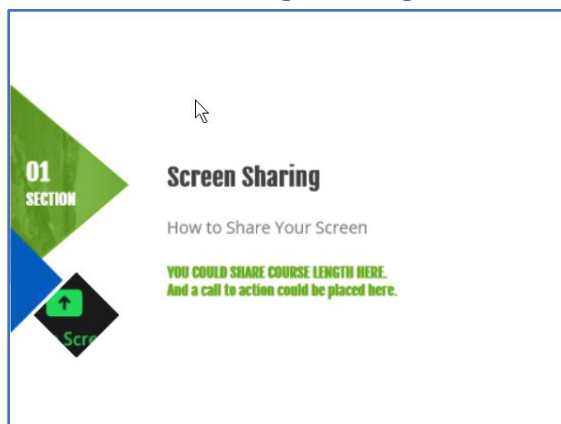 01
SECTION
Screen Sharing
How to Share Your Screen
YOU COULD SHARE COURSE LENGTH HERE.
And a call to action could be placed here.
Scre